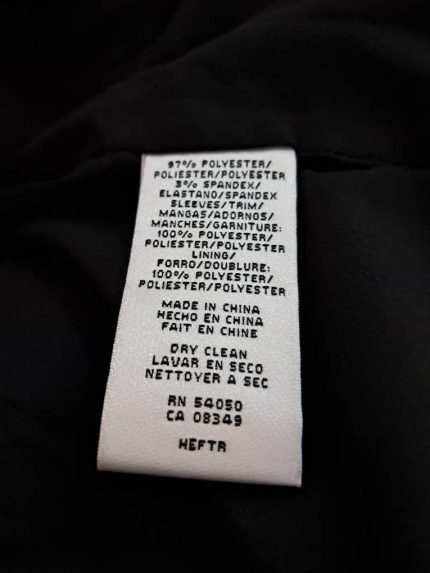 97% POLYESTER/
POLIESTER/POLYESTER
3% SPANDEX/
ELASTANO/SPANDEX
SLEEVES/TRIM/
MANGAS/ADORNOS/
MANCHES/GARNITURE:
100% POLYESTER/
POLIESTER/POLYESTER
LINING/
FORRO/DOUBLURE:
100% POLYESTER/
POLIESTER/POLYESTER
MADE IN CHINA
HECHO EN CHINA
FAIT EN CHINE
DRY CLEAN
LAVAR EN SECO
NETTOYER A SEC
RN 54050
CA 08349
HEFTR